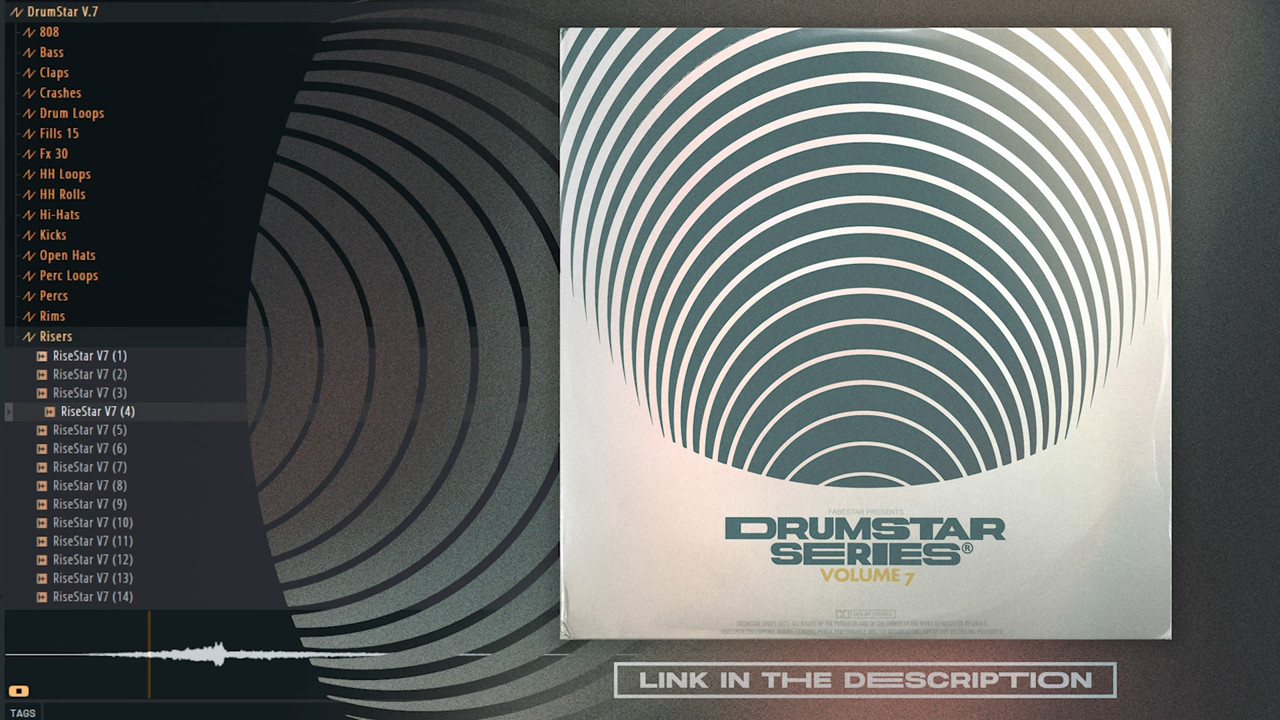 DrumStar V.7
808
Bass
Claps
Crashes
Drum Loops
Fills 15
Fx 30
HH Loops
HH Rolls
Hi-Hats
Kicks
Open Hats
Perc Loops
Percs
Rims
Risers
RiseStar V7 (1)
RiseStar V7 (2)
RiseStar V7 (3)
RiseStar V7 (4)
RiseStar V7 (5)
RiseStar V7 (6)
RiseStar V7 (7)
RiseStar V7 (8)
RiseStar V7 (9)
RiseStar V7 (10)
RiseStar V7 (11)
RiseStar V7 (12)
RiseStar V7 (13)
RiseStar V7 (14)
TAGS
FABESTAR PRESENTS
DRUMSTAR
SERIES®
VOLUME 7
LINK IN THE DESCRIPTION